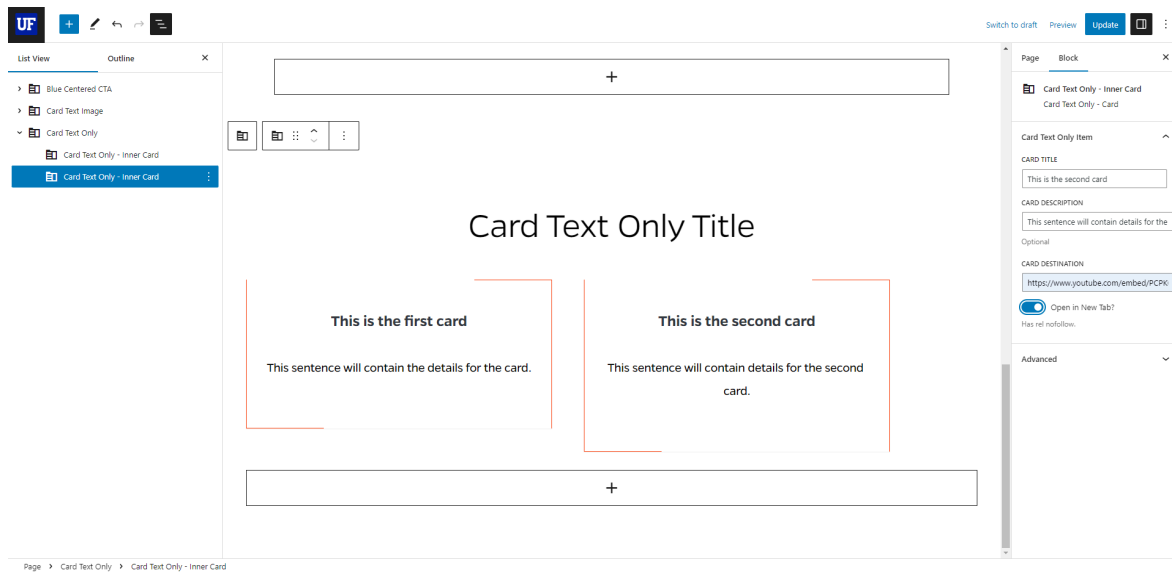 UF
Switch to draft Preview Update
List View Outline
Blue Centered CTA
Card Text Image
Card Text Only
Card Text Only - Inner Card
Card Text Only - Inner Card
Card Text Only Title
This is the first card
This sentence will contain the details for the card.
This is the second card
This sentence will contain details for the second
card.
Page Block
Card Text Only - Inner Card
Card Text Only - Card
Card Text Only Item
CARD TITLE
This is the second card
CARD DESCRIPTION
This sentence will contain details for the
Optional
CARD DESTINATION
https://www.youtube.com/embed/PCPK
Open in New Tab?
Has rel nofollow.
Advanced
Page > Card Text Only > Card Text Only - Inner Card